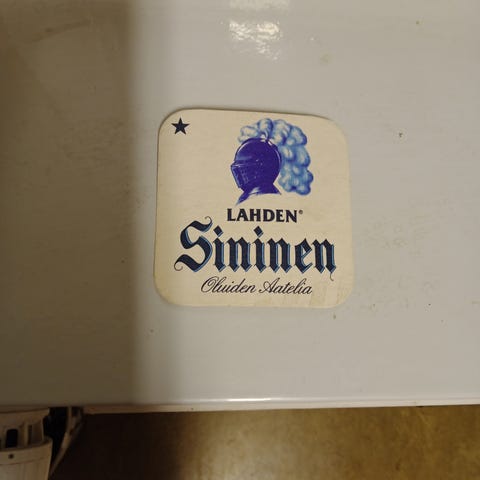 LAHDEN®
Sininen
Oluiden Aatelia